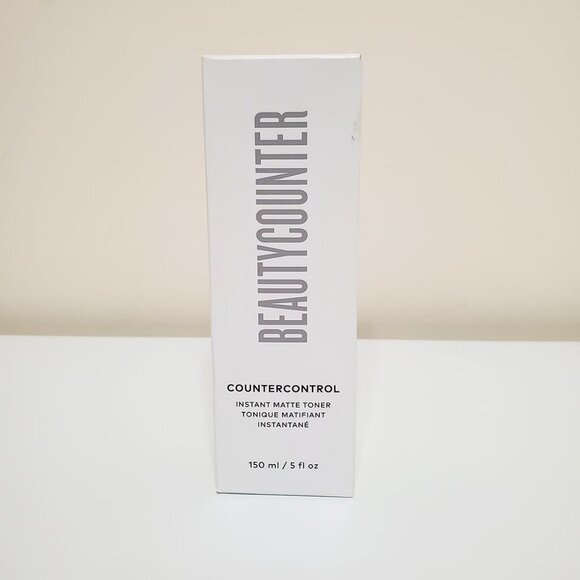 BEAUTYCOUNTER
COUNTERCONTROL
INSTANT MATTE TONER
TONIQUE MATIFIANT
INSTANTANÉ
150 ml / 5 fl oz